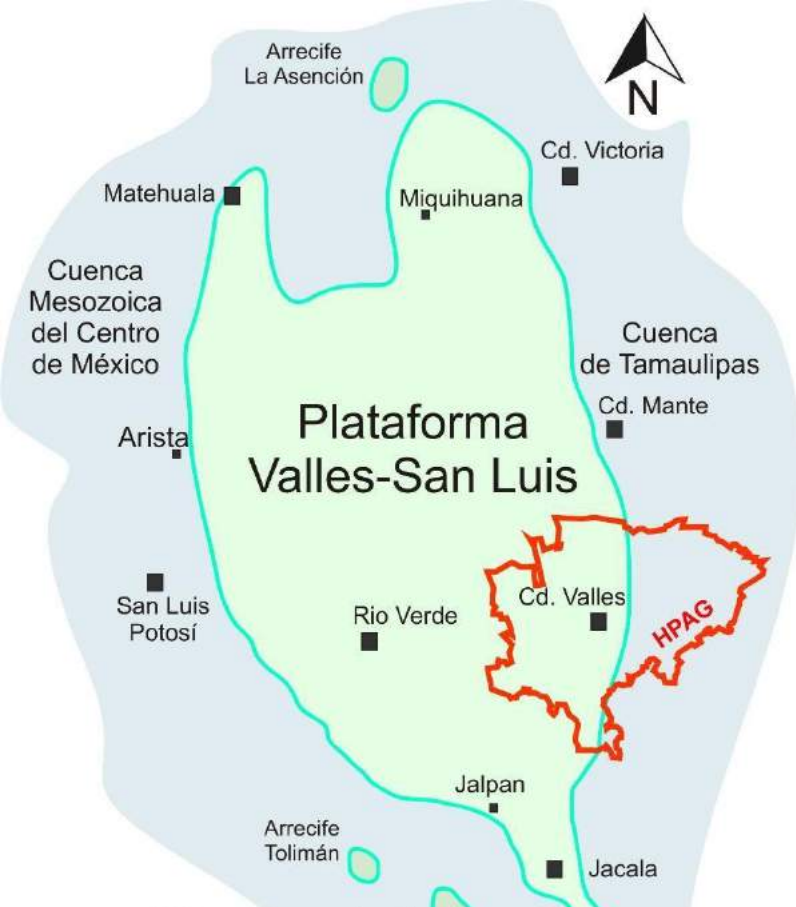 Arrecife
La Asención
N
Cd. Victoria
Matehuala
Miquihuana
Cuenca
Mesozoica
del Centro
de México
Cuenca
de Tamaulipas
Cd. Mante
Plataforma
Valles-San Luis
Arista
Cd. Valles
HPAG
San Luis
Potosí
Rio Verde
Jalpan
Arrecife
Tolimán
Jacala